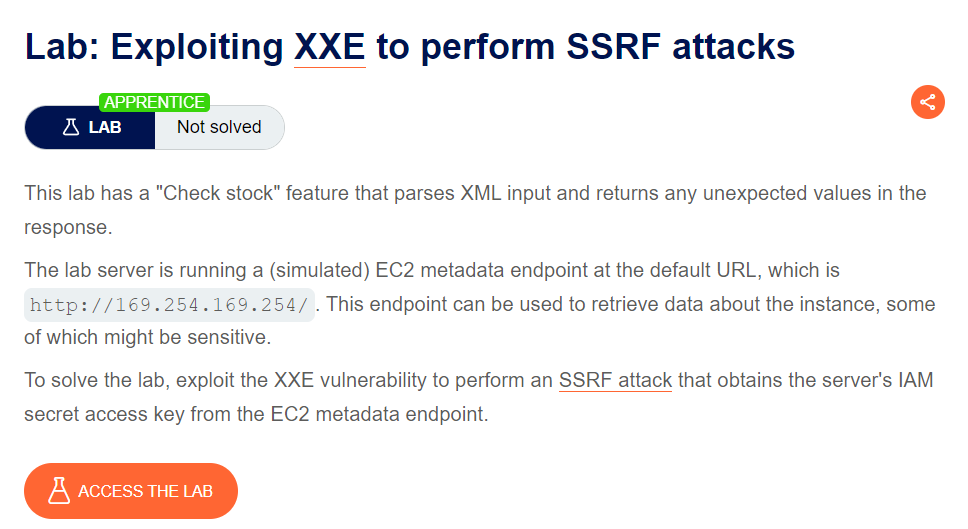 Lab: Exploiting XXE to perform SSRF attacks
APPRENTICE
LAB Not solved
This lab has a "Check stock" feature that parses XML input and returns any unexpected values in the
response.
The lab server is running a (simulated) EC2 metadata endpoint at the default URL, which is
http://169.254.169.254/. This endpoint can be used to retrieve data about the instance, some
of which might be sensitive.
To solve the lab, exploit the XXE vulnerability to perform an SSRF attack that obtains the server's IAM
secret access key from the EC2 metadata endpoint.
ACCESS THE LAB